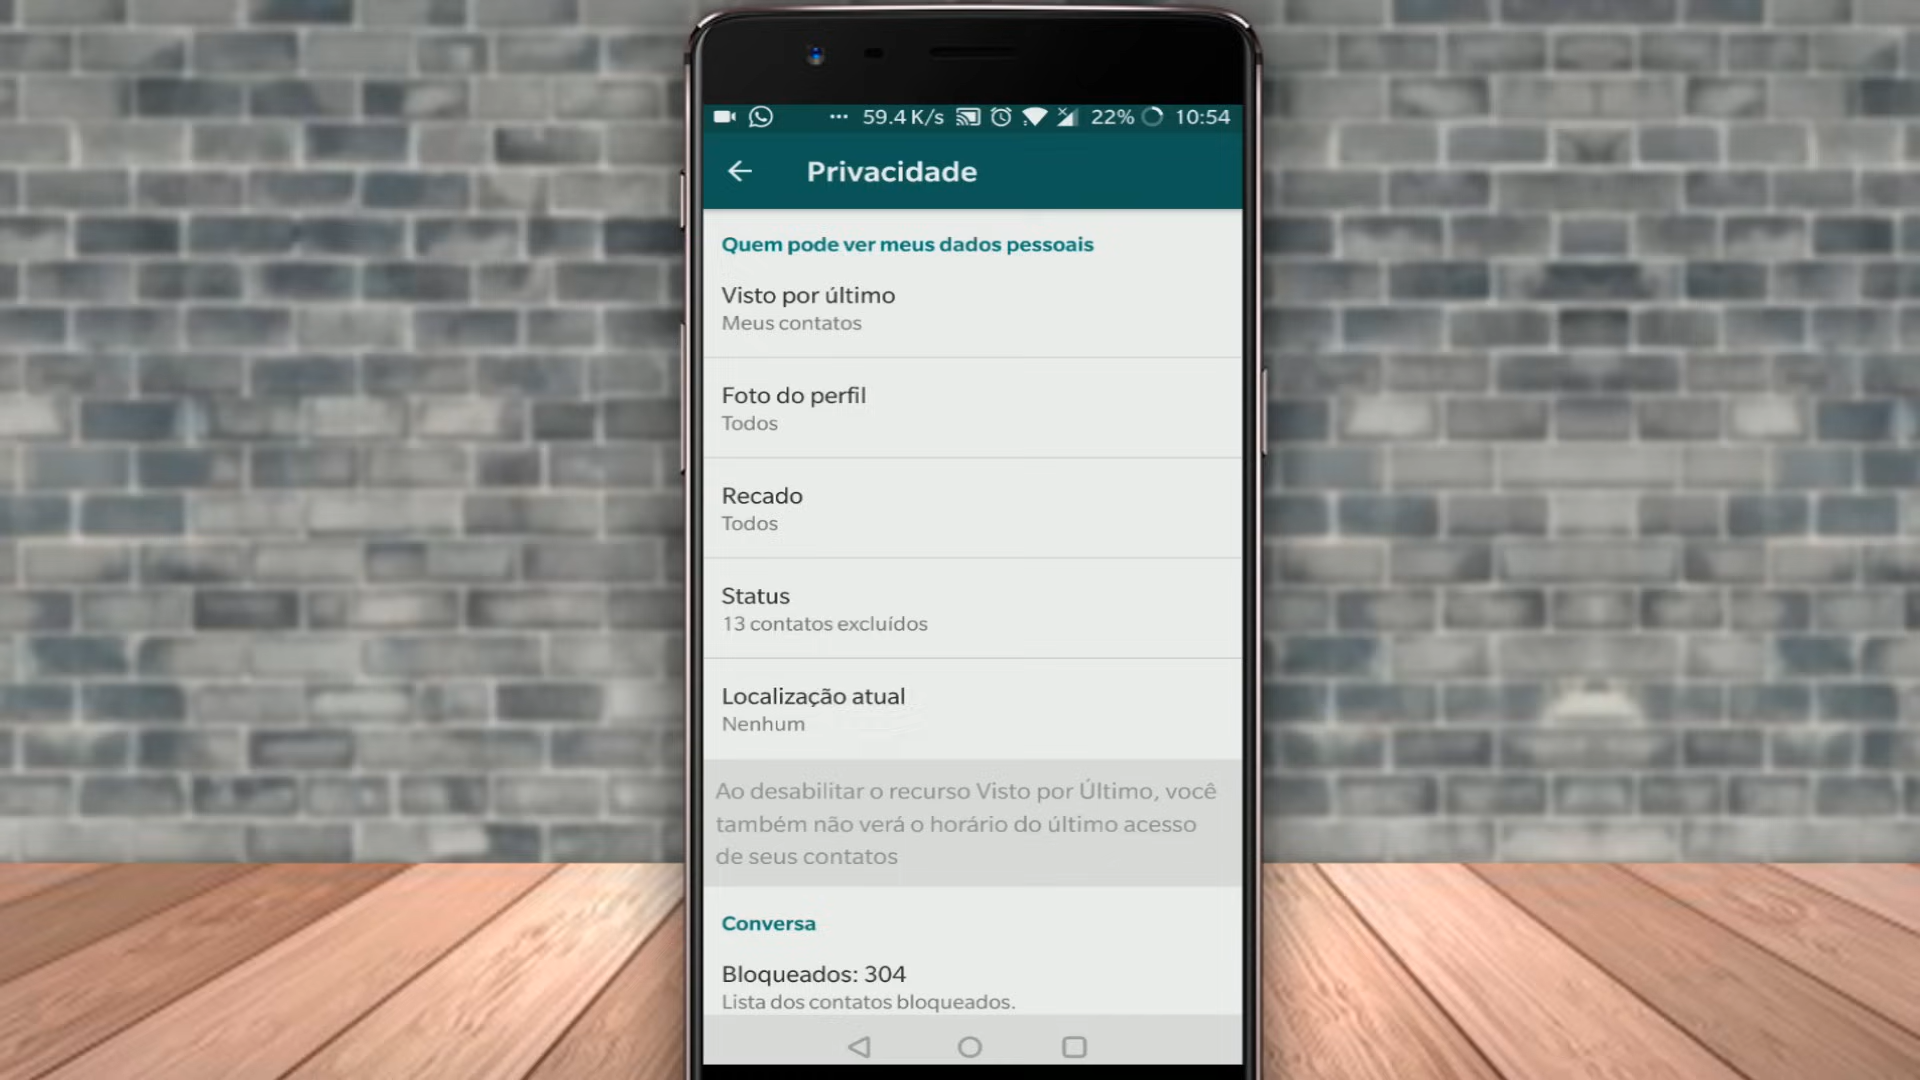 59.4 K/s 22% 10:54
Privacidade
Quem pode ver meus dados pessoais
Visto por último
Meus contatos
Foto do perfil
Todos
Recado
Todos
Status
13 contatos excluídos
Localização atual
Nenhum
Ao desabilitar o recurso Visto por Último, você
também não verá o horário do último acesso
de seus contatos
Conversa
Bloqueados: 304
Lista dos contatos bloqueados.